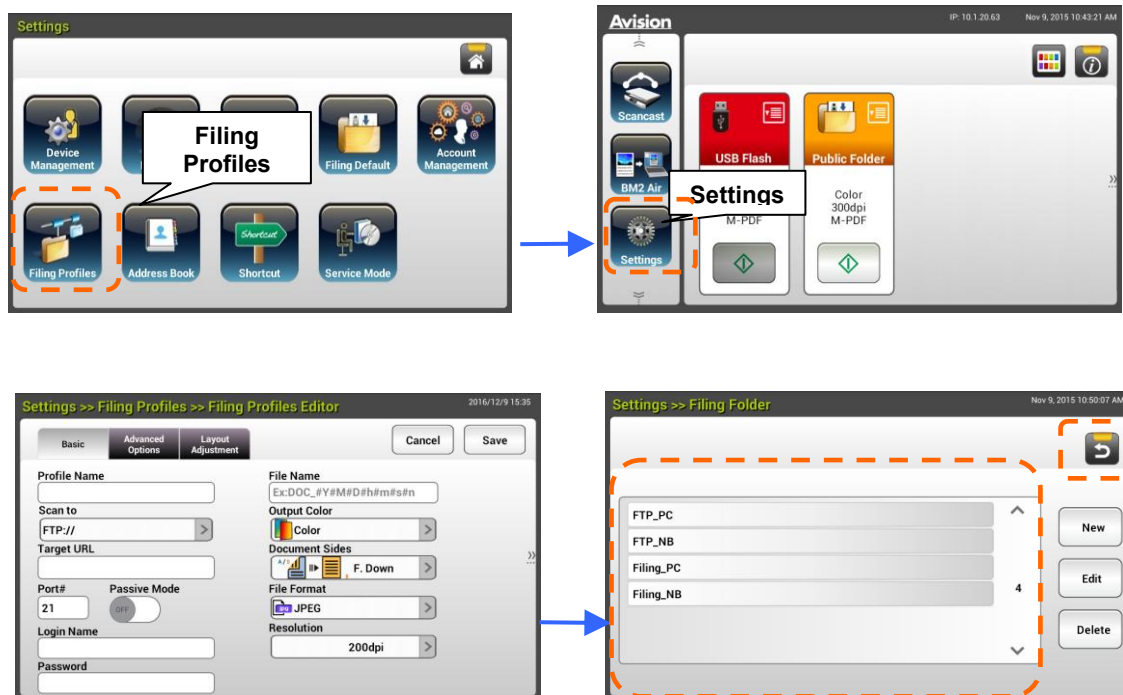 Settings
Device
Management
Filing
Profiles
Filing Default
Account
Management
Filing Profiles
Address Book
Shortcut
Shortcut
Service Mode
Avision
IP: 10.1.20.63
Nov 9, 2015 10:43:21 AM
Scancast
BM2 Air
Settings
USB Flash
M-PDF
Public Folder
Color
300dpi
M-PDF
Settings
Settings >> Filing Profiles >> Filing Profiles Editor
2016/12/9 15:35
Basic
Advanced
Options
Layout
Adjustment
Cancel
Save
Profile Name
Scan to
FTP://
Target URL
Port#
Passive Mode
21
OFF
Login Name
Password
File Name
Ex:DOC_#Y#M#D#h#m#s#n
Output Color
Color
Document Sides
F. Down
File Format
JPEG
Resolution
200dpi
Settings >> Filing Folder
Nov 9, 2015 10:50:07 AM
FTP_PC
FTP_NB
Filing_PC
Filing_NB
4
New
Edit
Delete